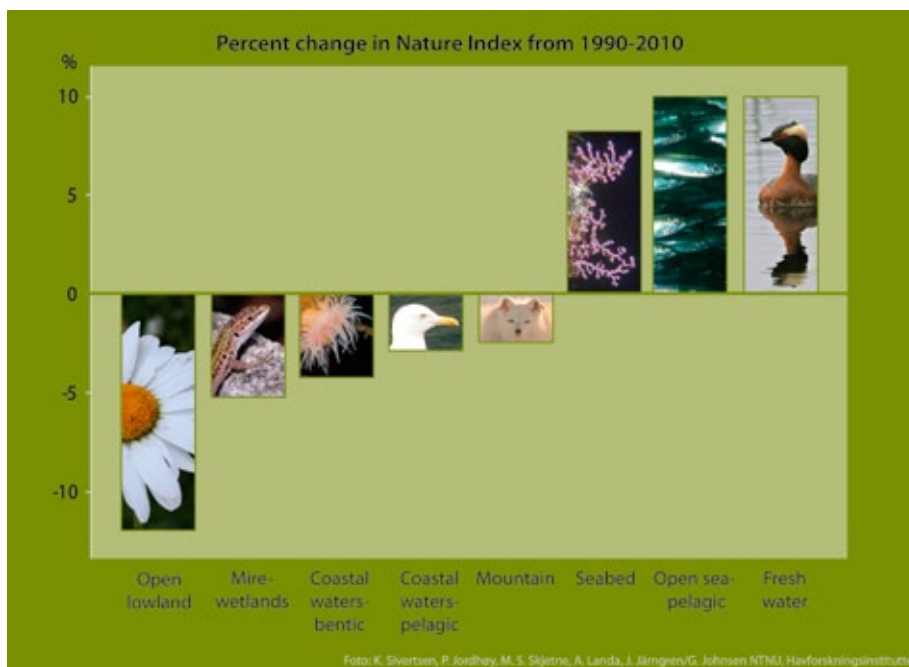 Percent change in Nature Index from 1990-2010
%
10
5
0
-5
-10
Open
lowland
Mire-
wetlands
Coastal
waters-
bentic
Coastal
waters-
pelagic
Mountain
Seabed
Open sea-
pelagic
Fresh
water
Foto: K. Sivertsen, P. Jordhøy, M. S. Skjetne, A. Landa, J. Järngren/G. Johnsen NTNU, Havforskningsinstitutte